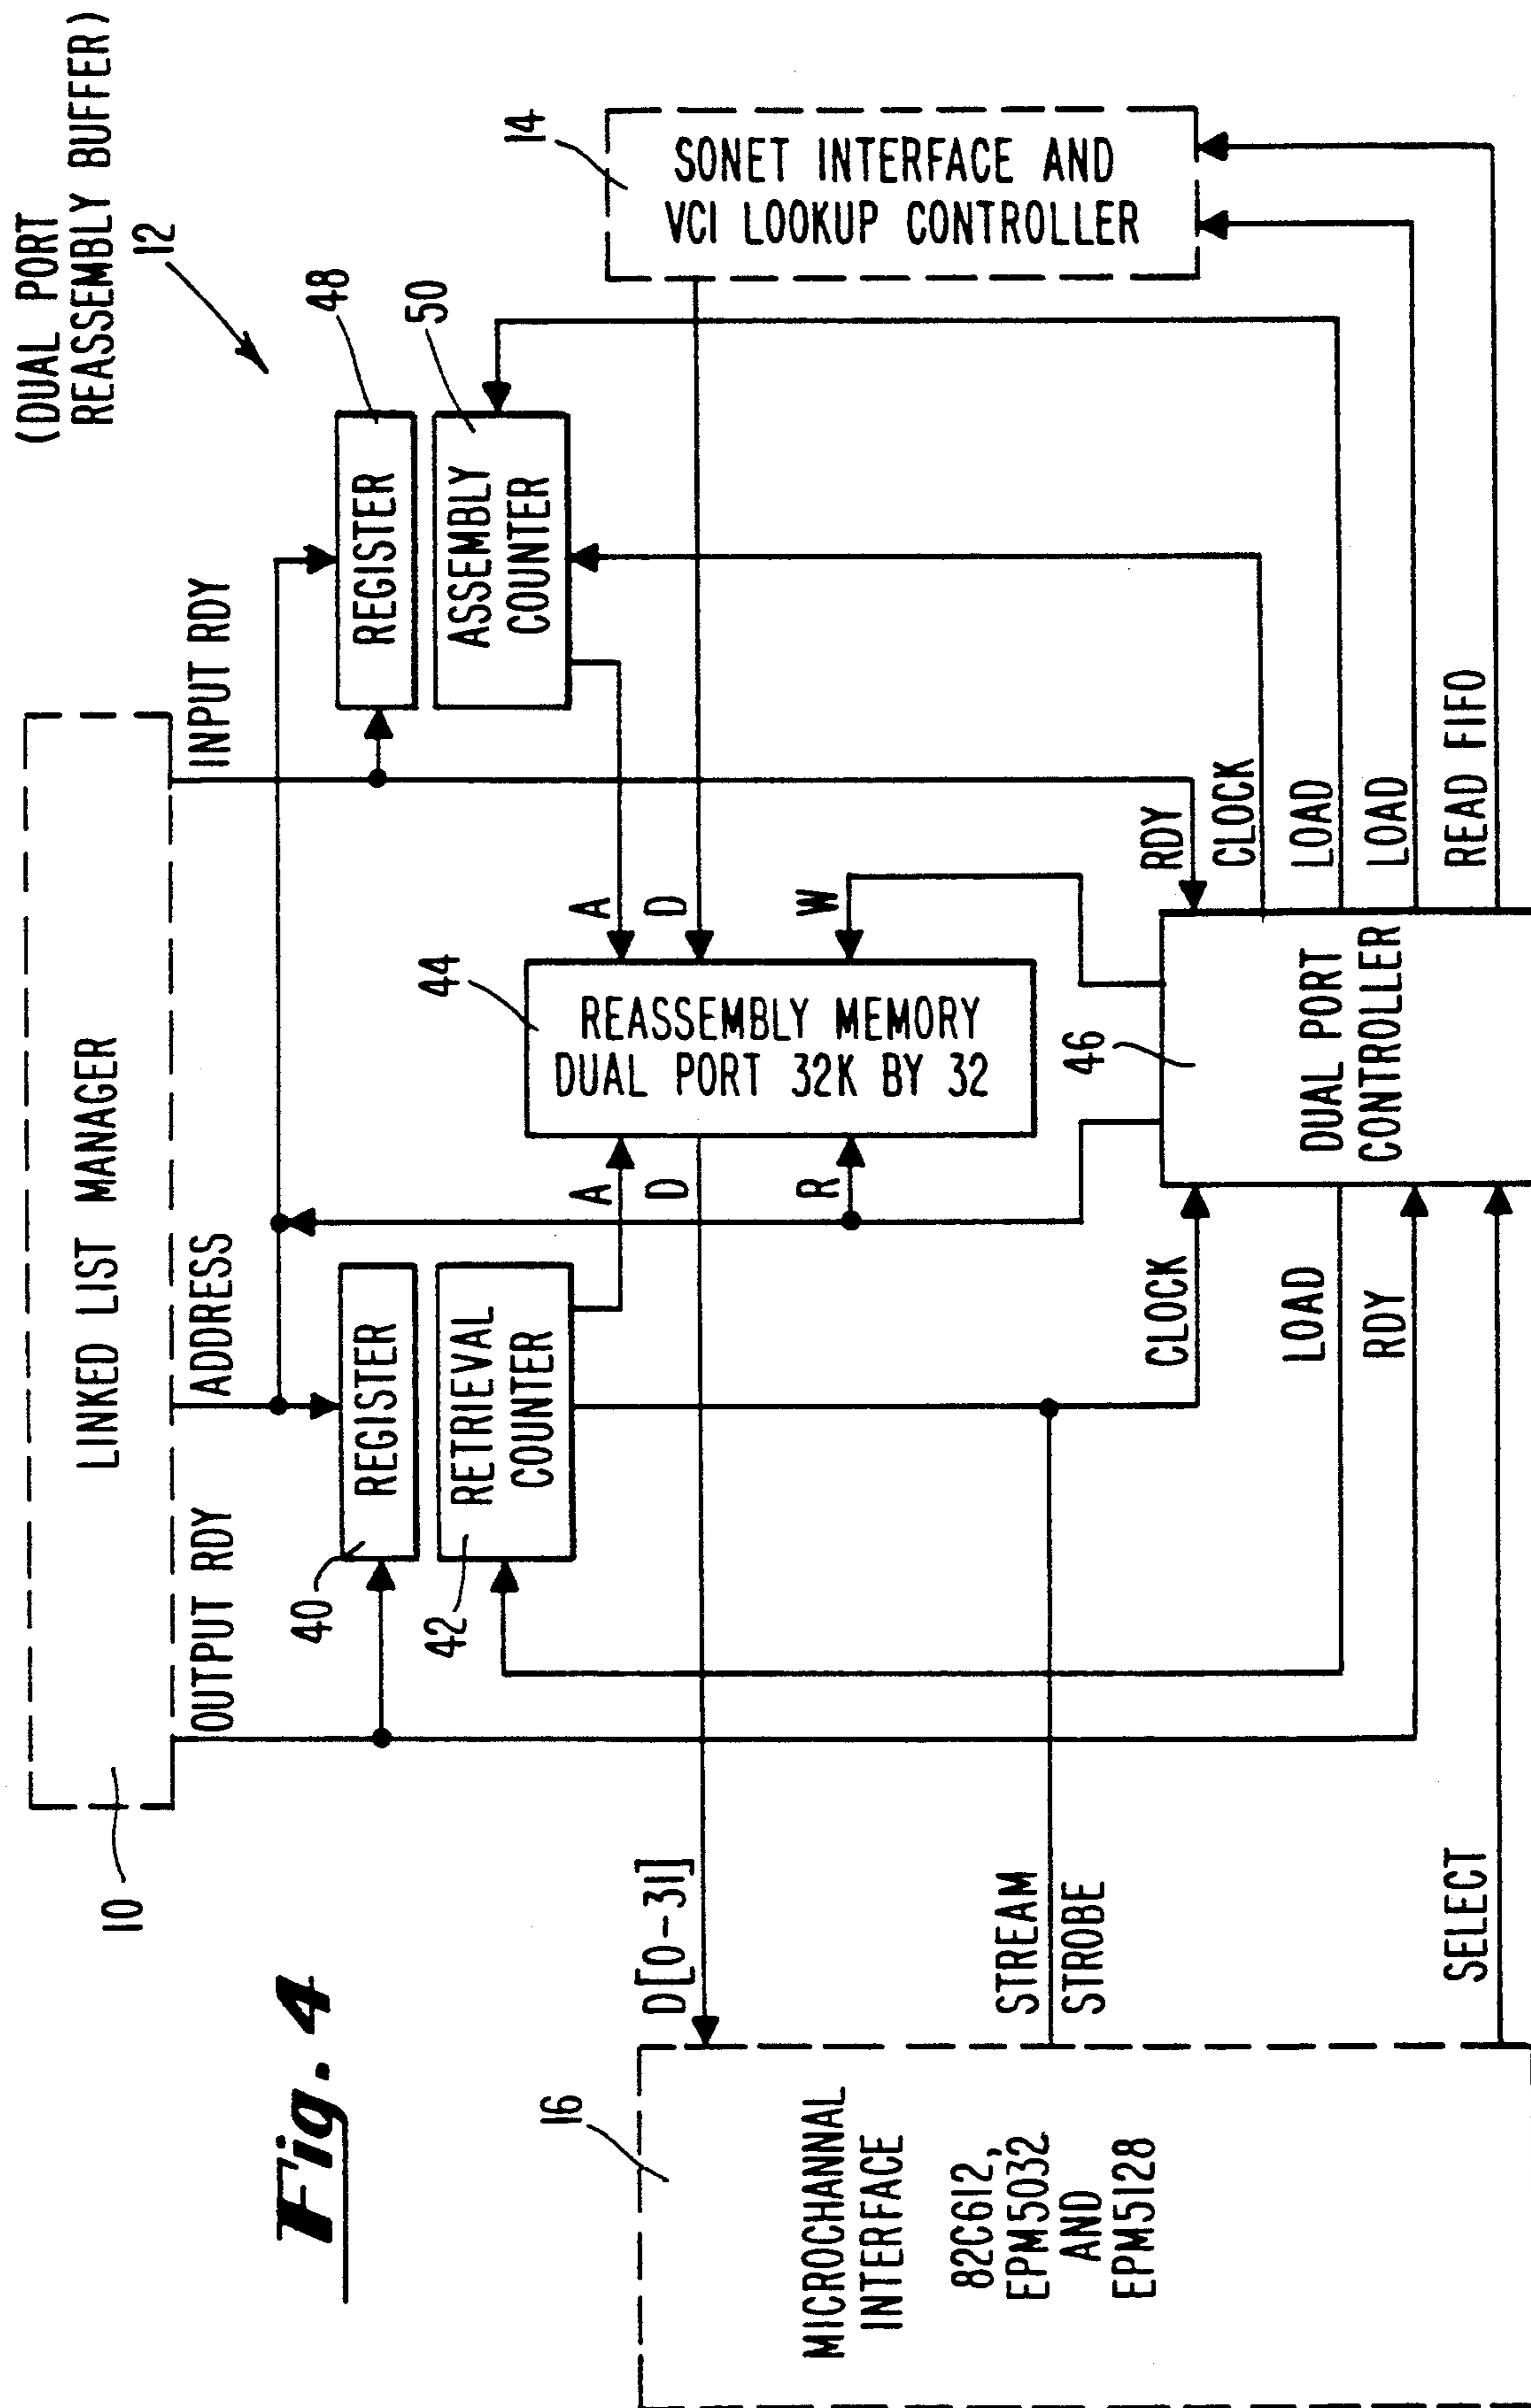 (DUAL PORT
REASSEMBLY BUFFER)
12
10
LINKED LIST MANAGER
OUTPUT RDY
ADDRESS
INPUT RDY
40
REGISTER
REGISTER
48
42
RETRIEVAL
COUNTER
ASSEMBLY
COUNTER
50
14
SONET INTERFACE AND
VCI LOOKUP CONTROLLER
44
A
D
R
REASSEMBLY MEMORY
DUAL PORT 32K BY 32
A
D
W
D[0-31]
STREAM
STROBE
SELECT
16
MICROCHANNAL
INTERFACE
82C612,
EPM5032
AND
EPM5128
CLOCK
LOAD
RDY
46
DUAL PORT
CONTROLLER
RDY
CLOCK
LOAD
LOAD
READ FIFO
Fig. 4